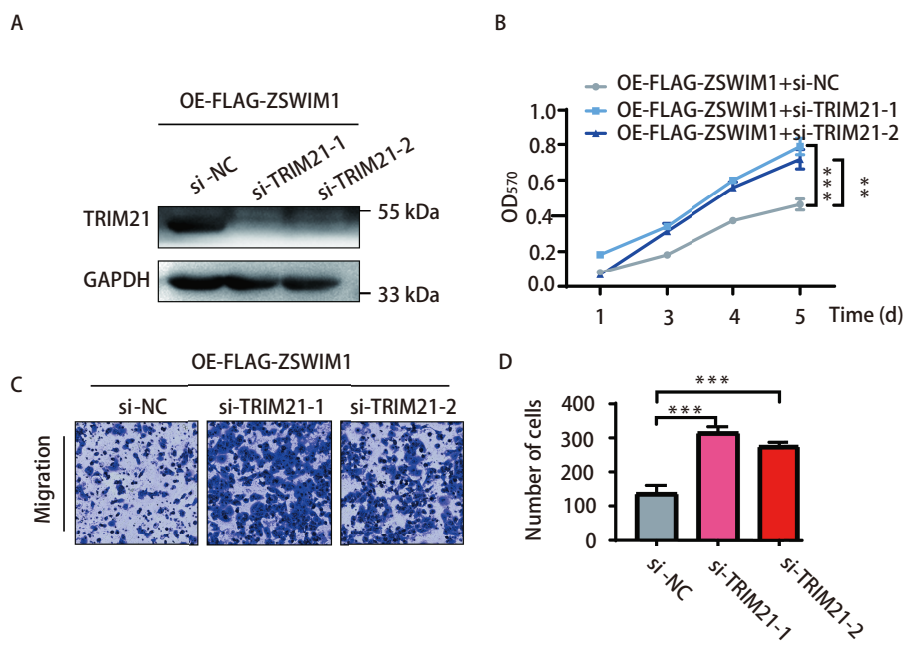 A
OE-FLAG-ZSWIM1
si-NC
si-TRIM21-1
si-TRIM21-2
TRIM21
55 kDa
GAPDH
33 kDa
B
OE-FLAG-ZSWIM1+si-NC
OE-FLAG-ZSWIM1+si-TRIM21-1
OE-FLAG-ZSWIM1+si-TRIM21-2
1.0
0.8
0.6
0.4
0.2
0.0
OD570
***
**
1 3 4 5 Time (d)
C
OE-FLAG-ZSWIM1
si-NC si-TRIM21-1 si-TRIM21-2
Migration
D
***
***
400
300
200
100
0
Number of cells
si-NC
si-TRIM21-1
si-TRIM21-2